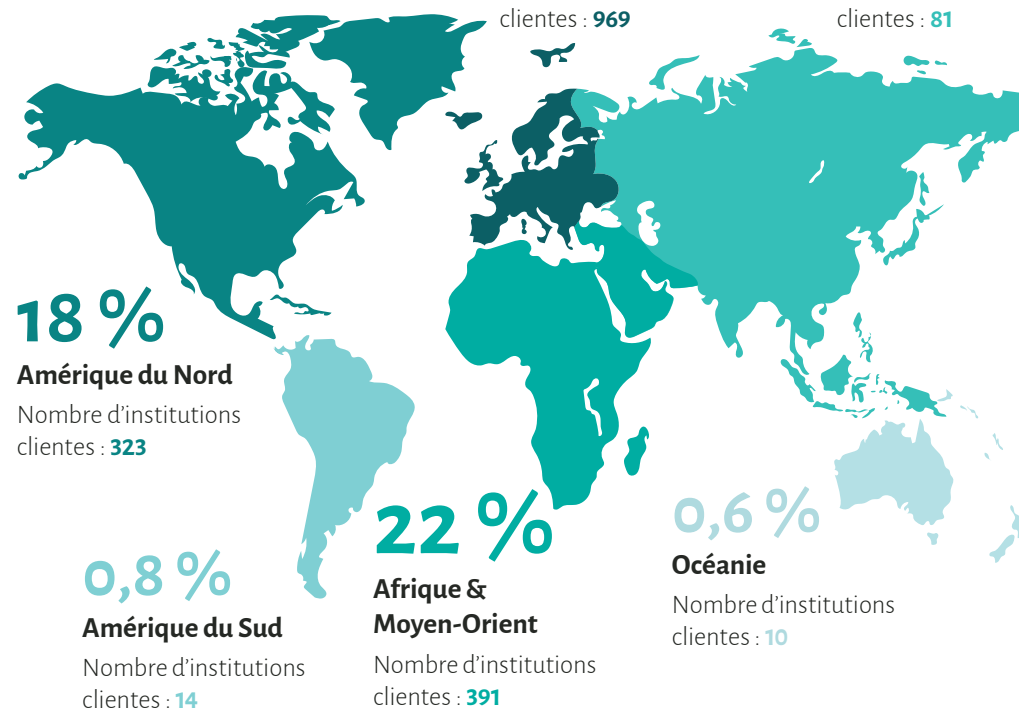 clientes : 969
clientes : 81
18 %
Amérique du Nord
Nombre d’institutions
clientes : 323
22 %
Afrique &
Moyen-Orient
Nombre d’institutions
clientes : 391
0,6 %
Océanie
Nombre d’institutions
clientes : 10
0,8 %
Amérique du Sud
Nombre d’institutions
clientes : 14